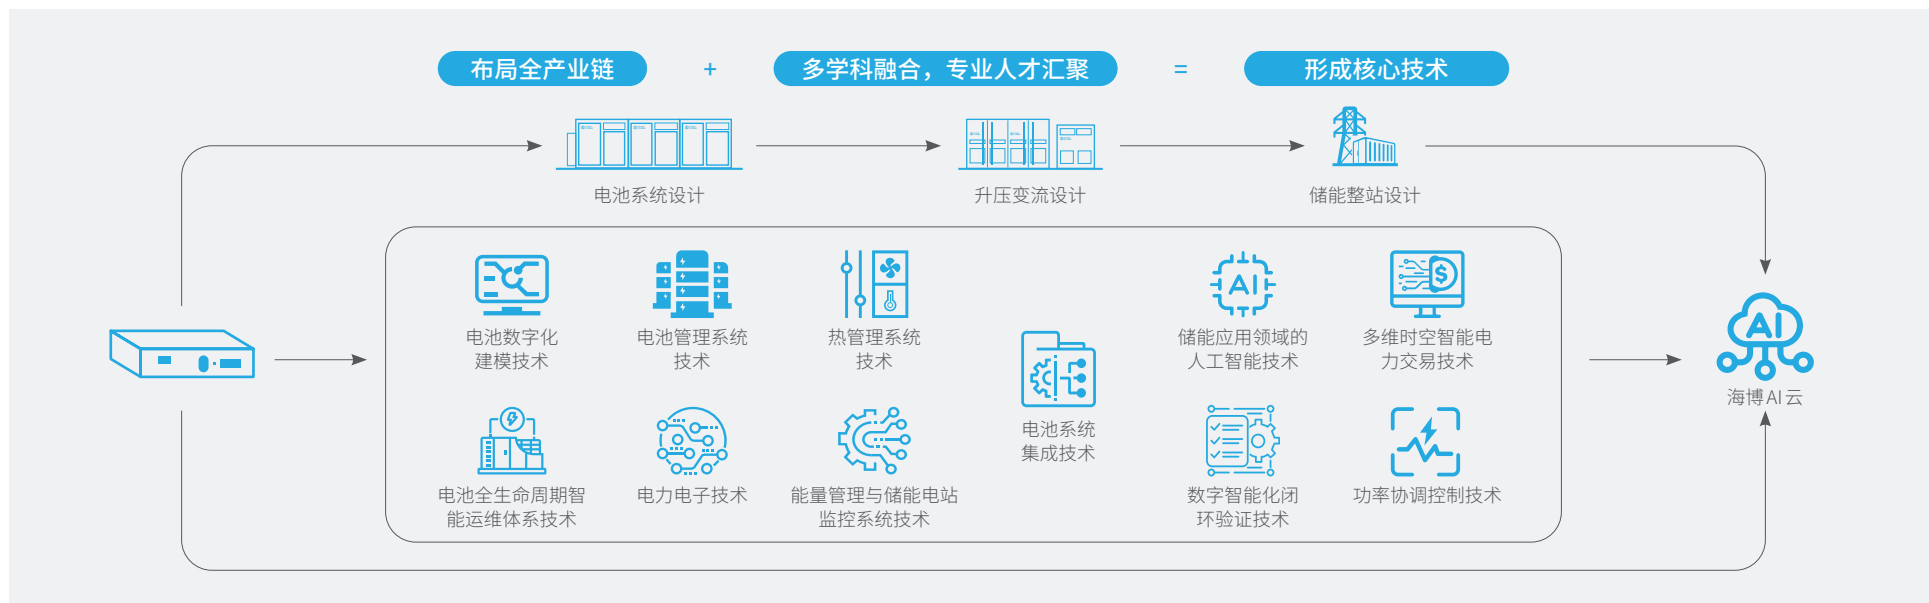 布局全产业链 + 多学科融合，专业人才汇聚 = 形成核心技术
电池系统设计
升压变流设计
储能整站设计
电池数字化
建模技术
电池管理系统
技术
热管理系统
技术
电池系统
集成技术
储能应用领域的
人工智能技术
多维时空智能电
力交易技术
电池全生命周期智
能运维体系技术
电力电子技术
能量管理与储能电站
监控系统技术
数字智能化闭
环验证技术
功率协调控制技术
AI
$
AI
海博AI云